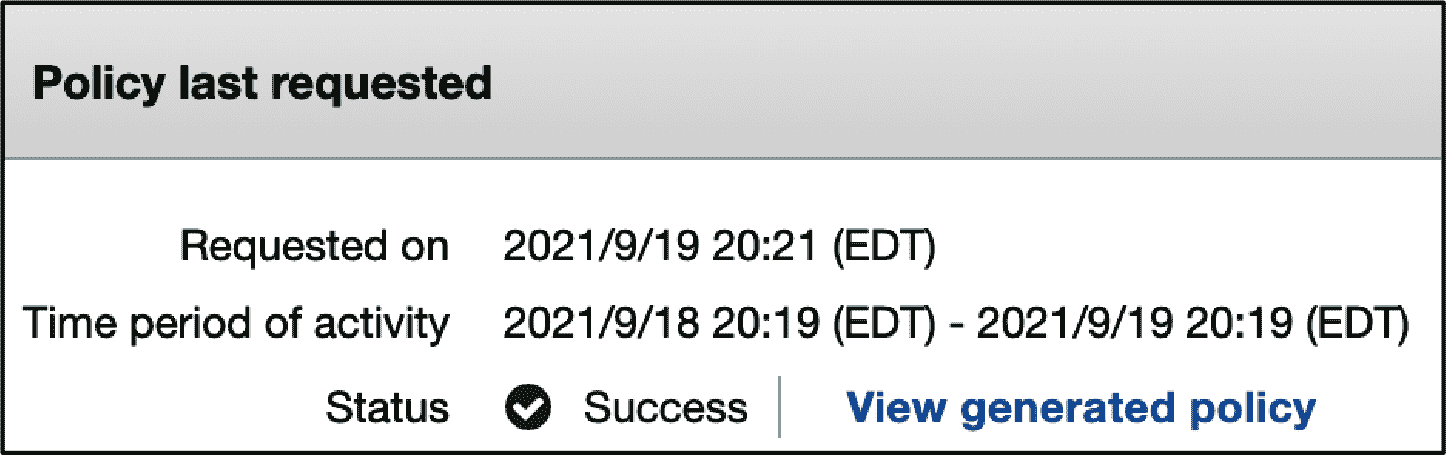 Policy last requested
Requested on 2021/9/19 20:21 (EDT)
Time period of activity 2021/9/18 20:19 (EDT) - 2021/9/19 20:19 (EDT)
Status Success View generated policy